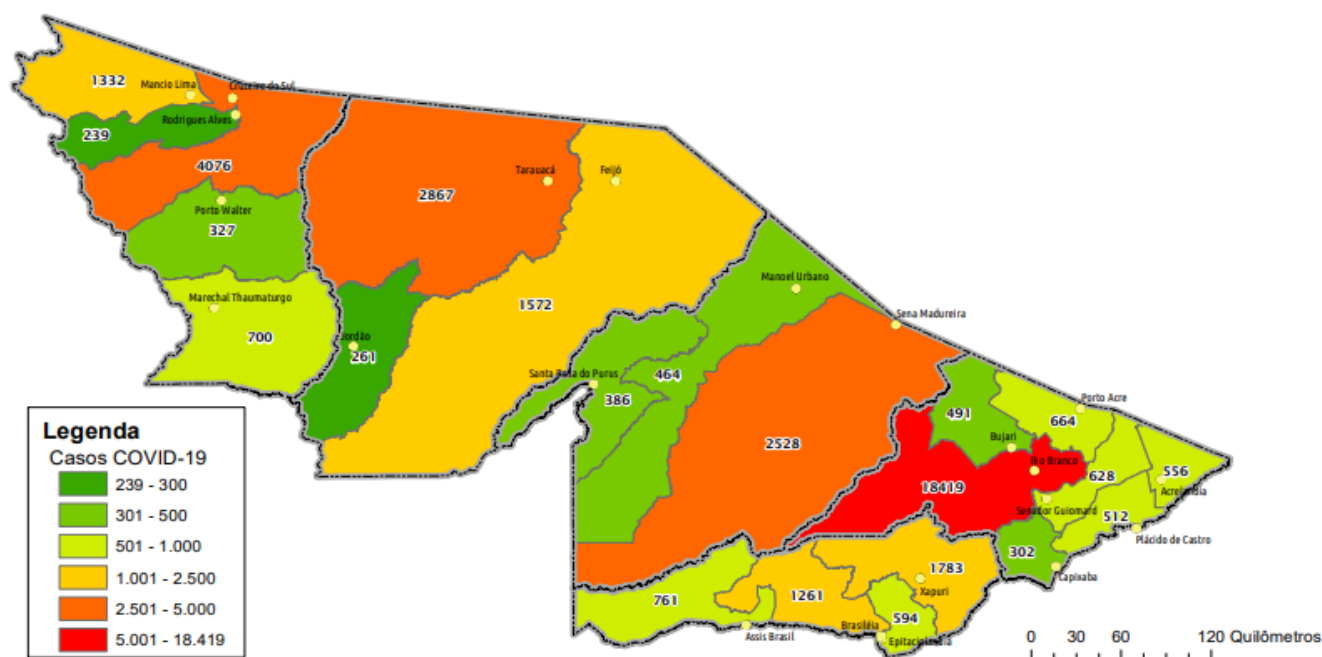 1332
Mancio Lima
Cruzeiro do Sul
Rodrigues Alves
239
4076
Porto Walter
327
Marechal Thaumaturgo
700
Tarauacá
Feijó
2867
1572
Jordão
261
Manoel Urbano
Sena Madureira
Santa Rosa do Purus
464
386
2528
491
Porto Acre
664
Bujari
Rio Branco
628
556
Acrelândia
18419
Senador Guiomard
512
Plácido de Castro
302
Capixaba
1783
Xapuri
761
1261
594
Assis Brasil
Brasiléia
Legenda
Casos COVID-19
239 - 300
301 - 500
501 - 1.000
1.001 - 2.500
2.501 - 5.000
5.001 - 18.419
0 30 60 120 Quilômetros